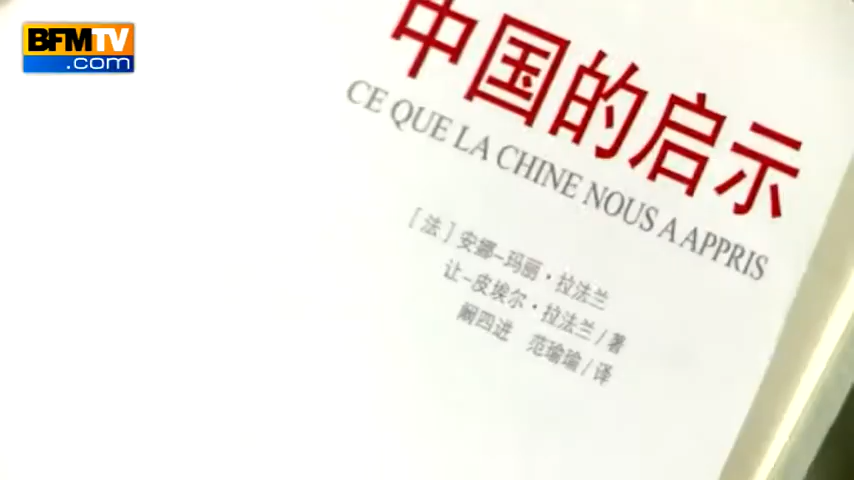 BFMTV
.com
中国的启示
CE QUE LA CHINE NOUS A APPRIS
[法]安娜-玛丽·拉法兰
让-皮埃尔·拉法兰/著
阚四进 范瑜瑜/译